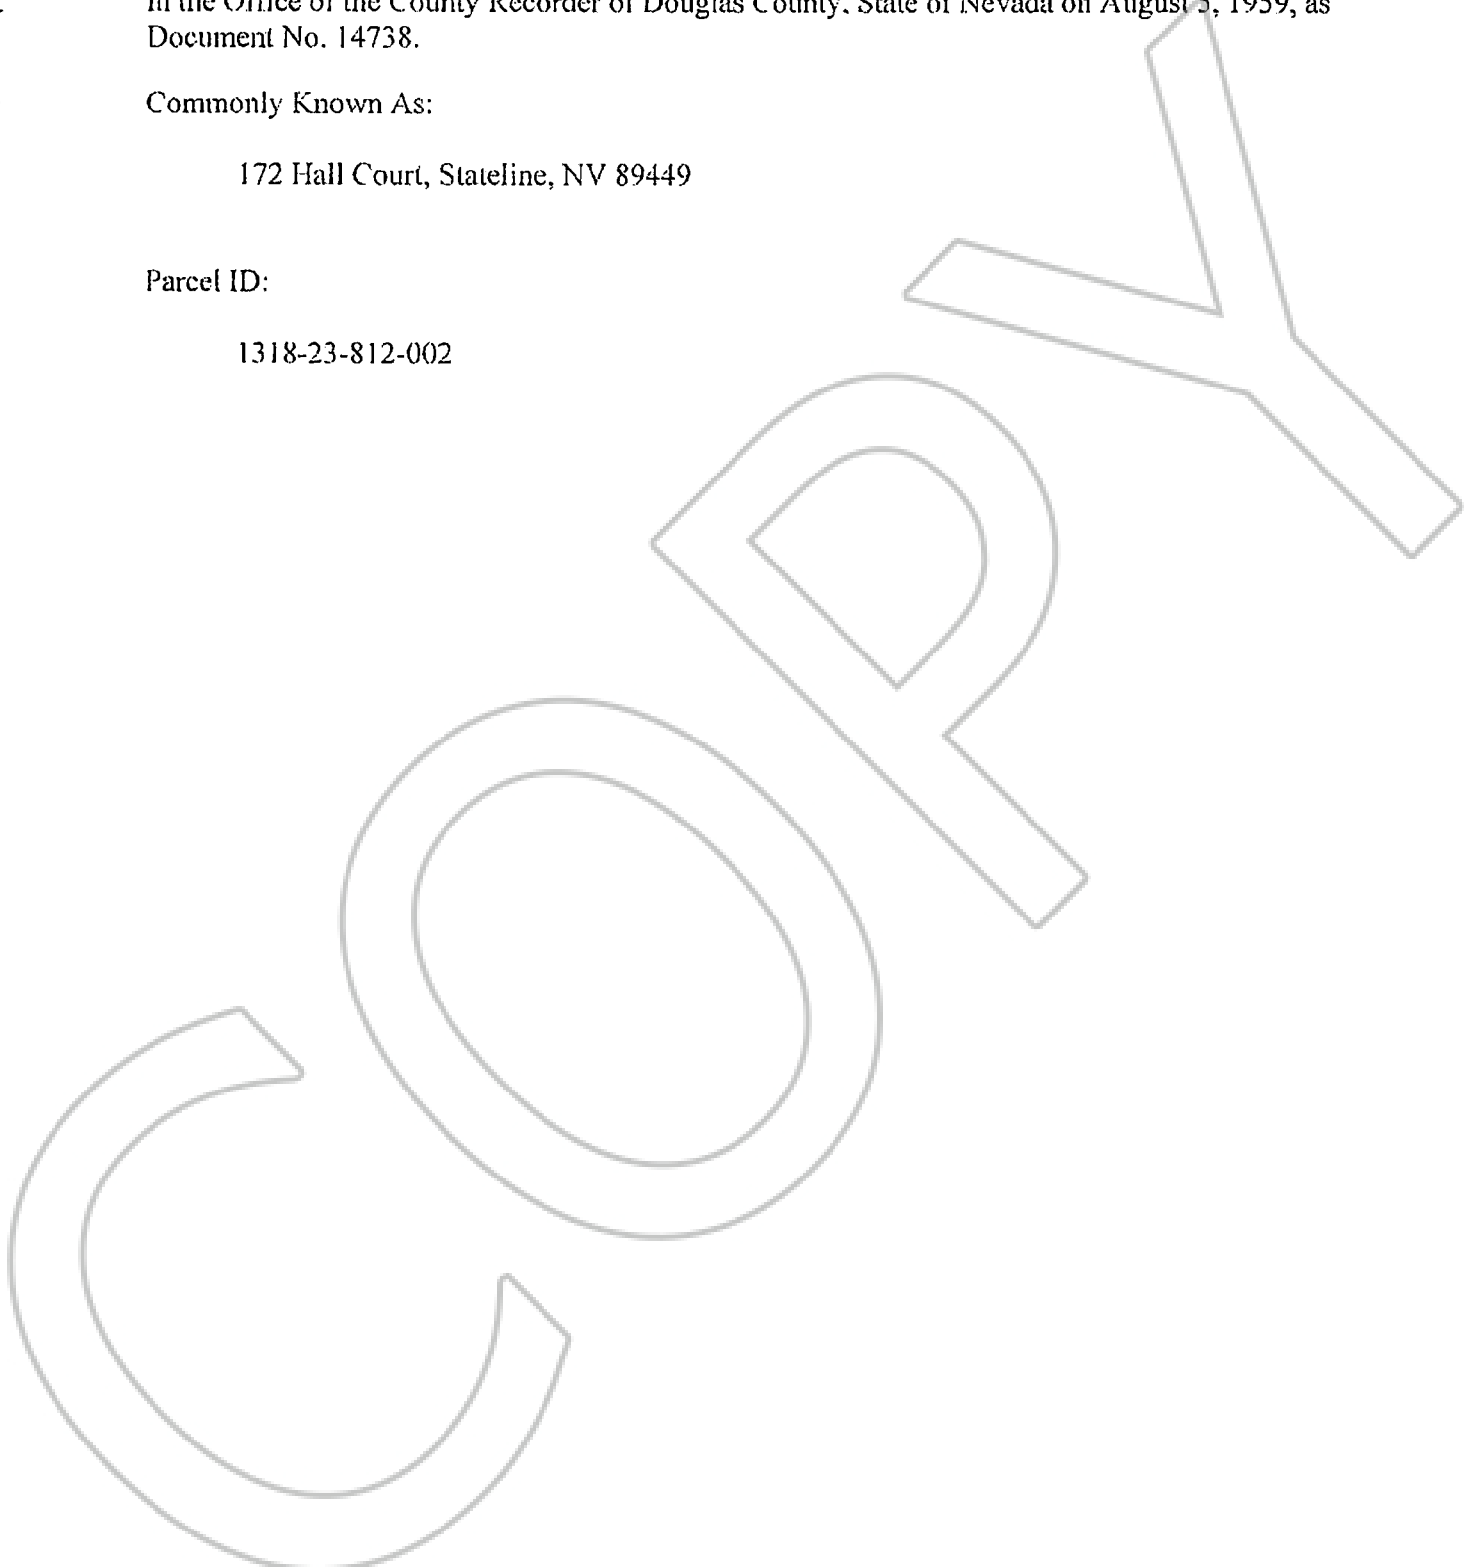 in the Office of the County Recorder of Douglas County, State of Nevada on August 5, 1959, as
Document No. 14738.
Commonly Known As:
172 Hall Court, Stateline, NV 89449
Parcel ID:
1318-23-812-002
COPY